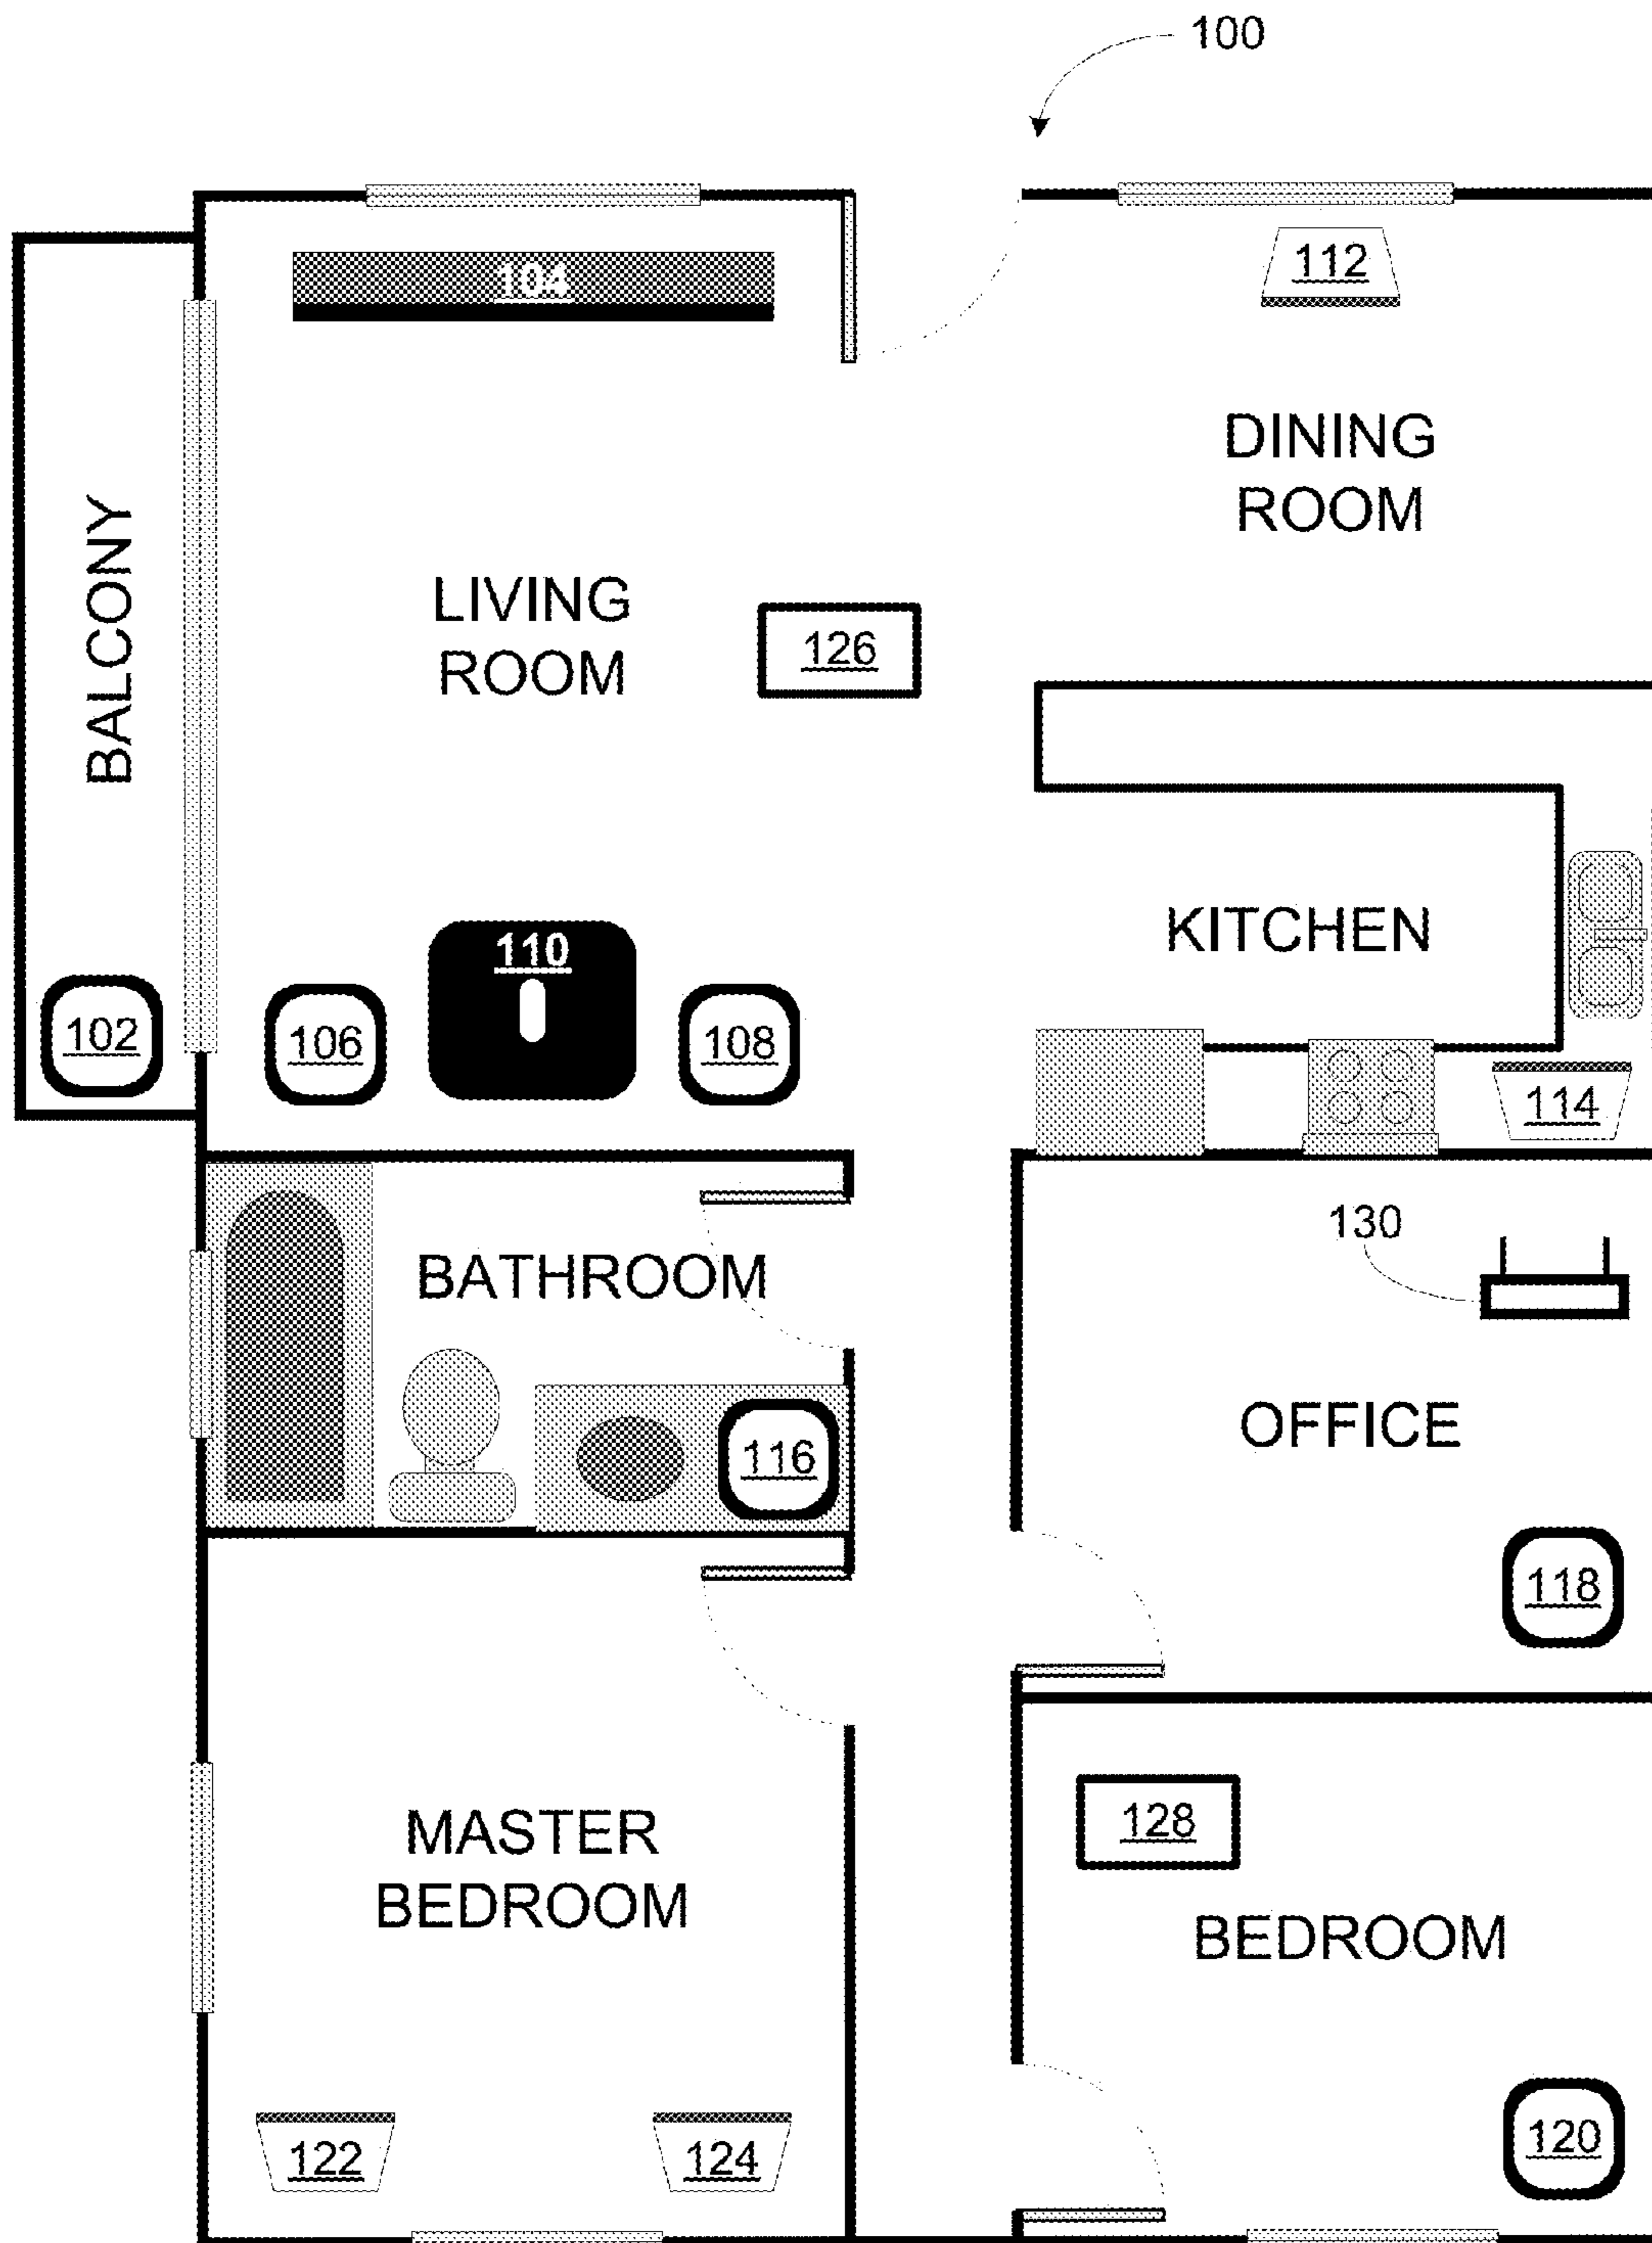 100
104
112
DINING
ROOM
BALCONY
LIVING
ROOM
126
KITCHEN
110
102
106
108
114
130
BATHROOM
OFFICE
116
118
MASTER
BEDROOM
128
BEDROOM
122
124
120